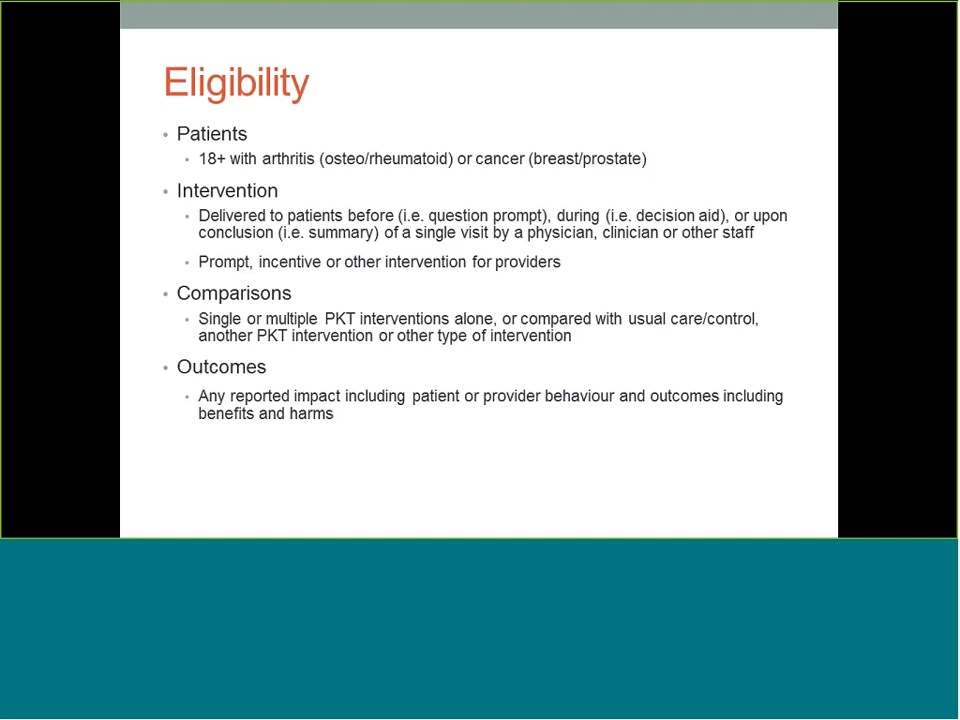 Eligibility
• Patients
• 18+ with arthritis (osteo/rheumatoid) or cancer (breast/prostate)
• Intervention
• Delivered to patients before (i.e. question prompt), during (i.e. decision aid), or upon
conclusion (i.e. summary) of a single visit by a physician, clinician or other staff
• Prompt, incentive or other intervention for providers
• Comparisons
• Single or multiple PKT interventions alone, or compared with usual care/control,
another PKT intervention or other type of intervention
• Outcomes
• Any reported impact including patient or provider behaviour and outcomes including
benefits and harms